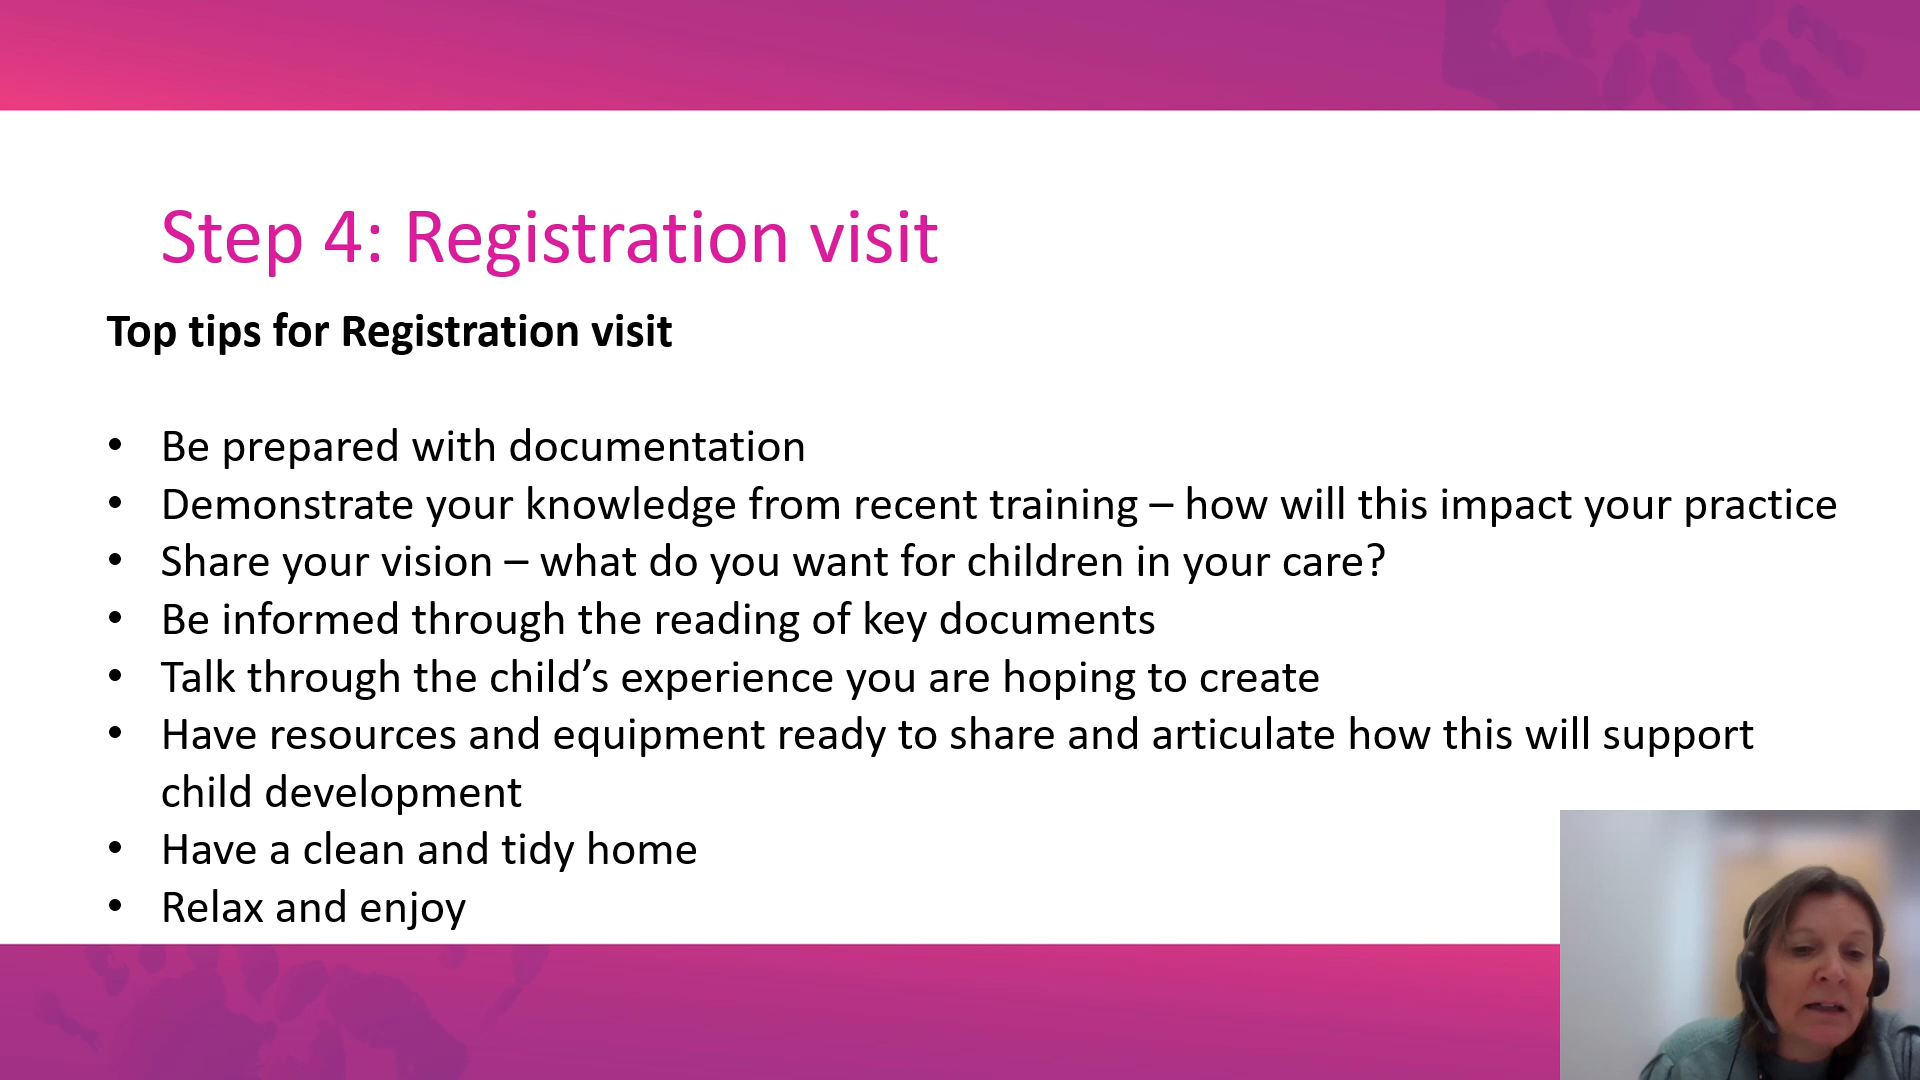 Step 4: Registration visit
Top tips for Registration visit
• Be prepared with documentation
• Demonstrate your knowledge from recent training – how will this impact your practice
• Share your vision – what do you want for children in your care?
• Be informed through the reading of key documents
• Talk through the child’s experience you are hoping to create
• Have resources and equipment ready to share and articulate how this will support
child development
• Have a clean and tidy home
• Relax and enjoy